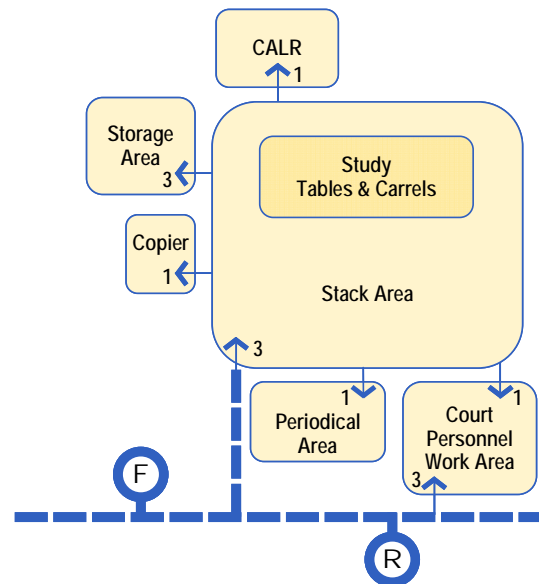 CALR
1
Storage
Area
3
Study
Tables & Carrels
Copier
1
Stack Area
3
1
Periodical
Area
1
Court
Personnel
Work Area
3
F
R